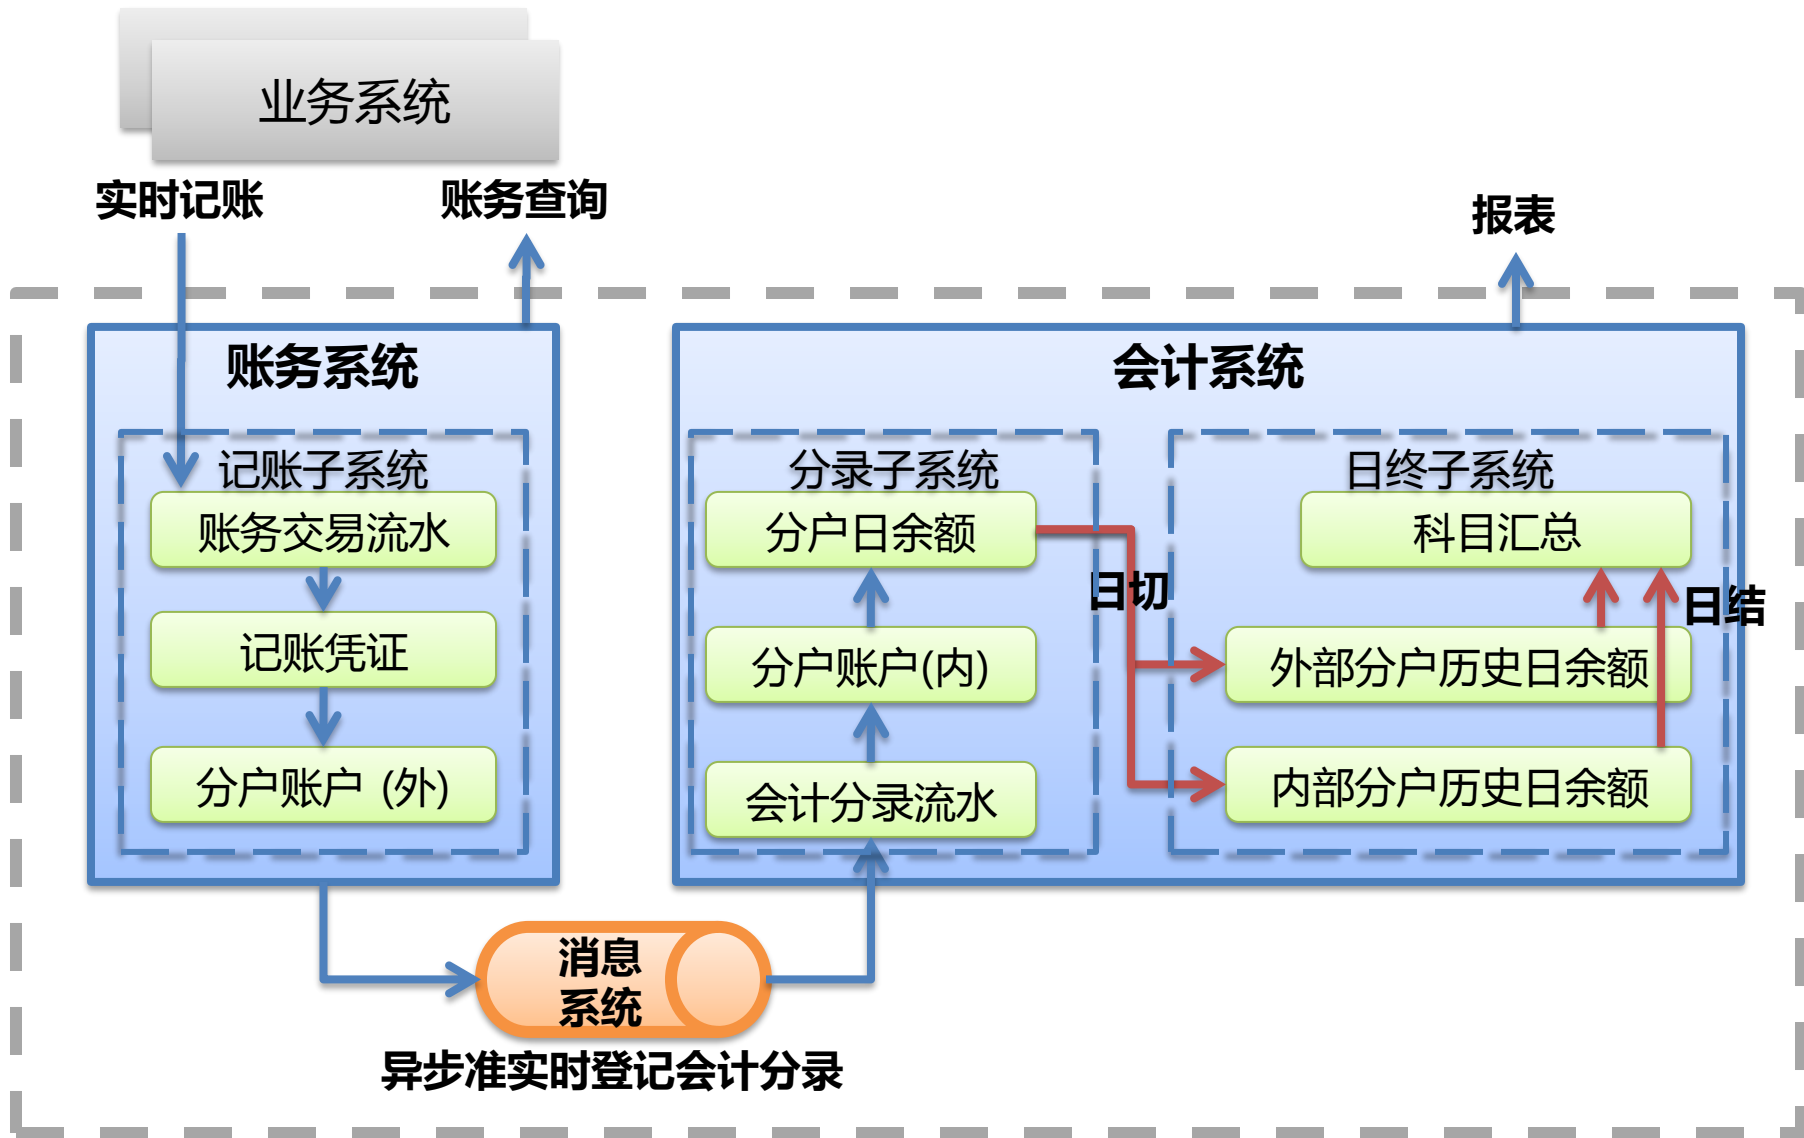 业务系统
实时记账
账务查询
报表
账务系统
会计系统
记账子系统
账务交易流水
记账凭证
分户账户 (外)
分录子系统
分户日余额
分户账户(内)
会计分录流水
日切
日终子系统
科目汇总
日结
外部分户历史日余额
内部分户历史日余额
消息
系统
异步准实时登记会计分录